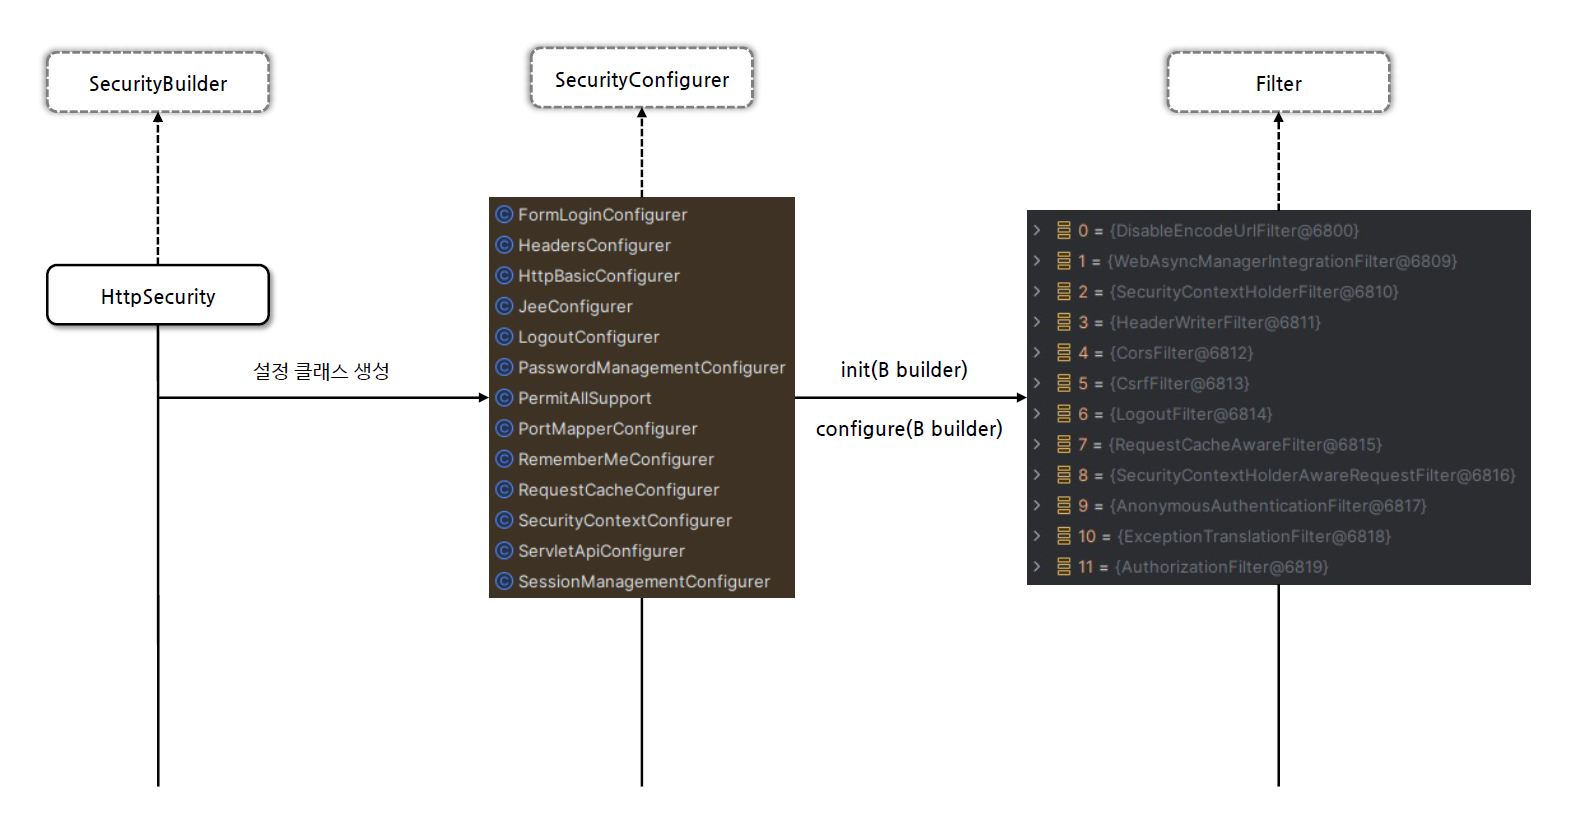 SecurityBuilder
SecurityConfigurer
Filter
HttpSecurity
설정 클래스 생성
FormLoginConfigurer
HeadersConfigurer
HttpBasicConfigurer
JeeConfigurer
LogoutConfigurer
PasswordManagementConfigurer
PermitAllSupport
PortMapperConfigurer
RememberMeConfigurer
RequestCacheConfigurer
SecurityContextConfigurer
ServletApiConfigurer
SessionManagementConfigurer
init(B builder)
configure(B builder)
0 = {DisableEncodeUrlFilter@6800}
1 = {WebAsyncManagerIntegrationFilter@6809}
2 = {SecurityContextHolderFilter@6810}
3 = {HeaderWriterFilter@6811}
4 = {CorsFilter@6812}
5 = {CsrfFilter@6813}
6 = {LogoutFilter@6814}
7 = {RequestCacheAwareFilter@6815}
8 = {SecurityContextHolderAwareRequestFilter@6816}
9 = {AnonymousAuthenticationFilter@6817}
10 = {ExceptionTranslationFilter@6818}
11 = {AuthorizationFilter@6819}